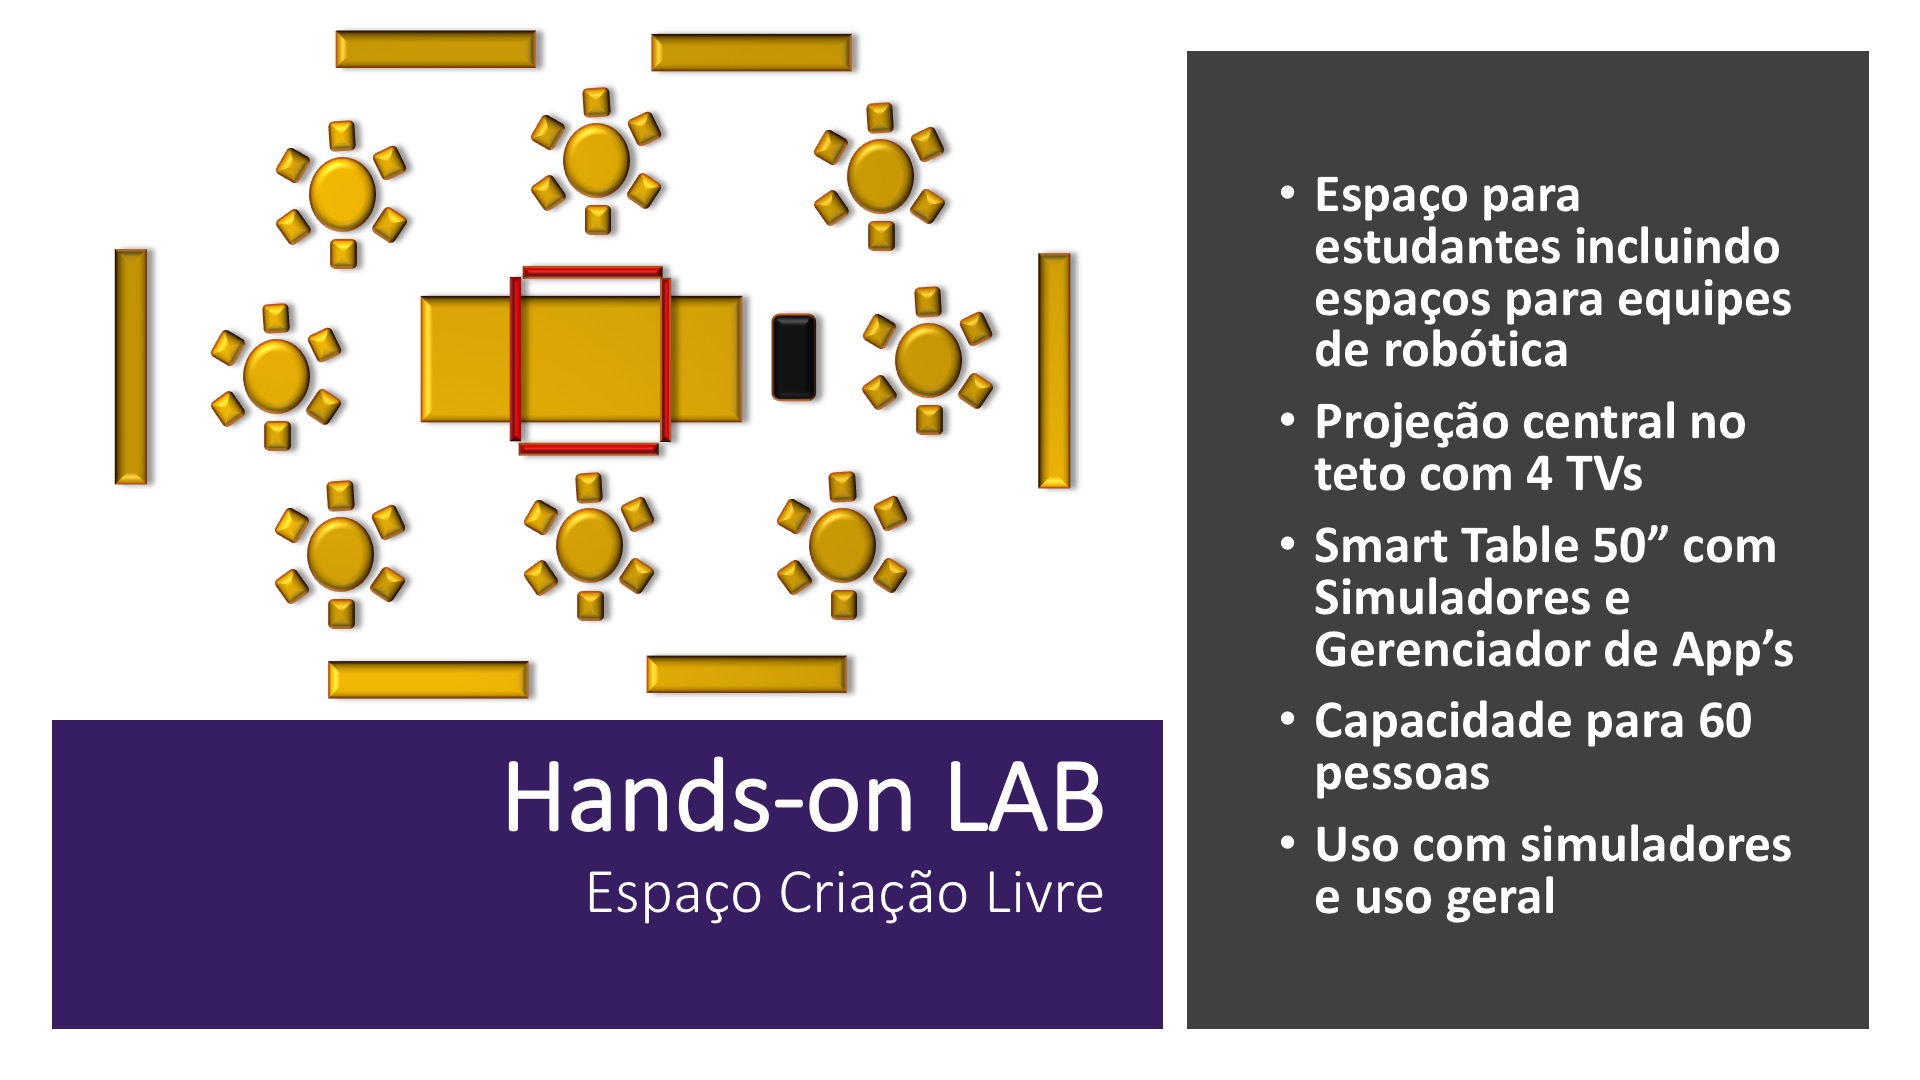 Hands-on LAB
Espaço Criação Livre
• Espaço para
estudantes incluindo
espaços para equipes
de robótica
• Projeção central no
teto com 4 TVs
• Smart Table 50” com
Simuladores e
Gerenciador de App’s
• Capacidade para 60
pessoas
• Uso com simuladores
e uso geral